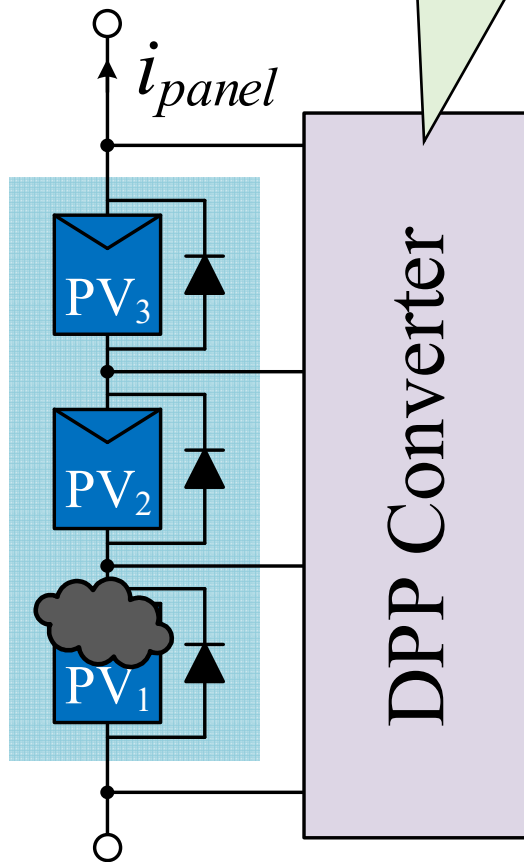 i_panel
PV₃
PV₂
PV₁
DPP Converter